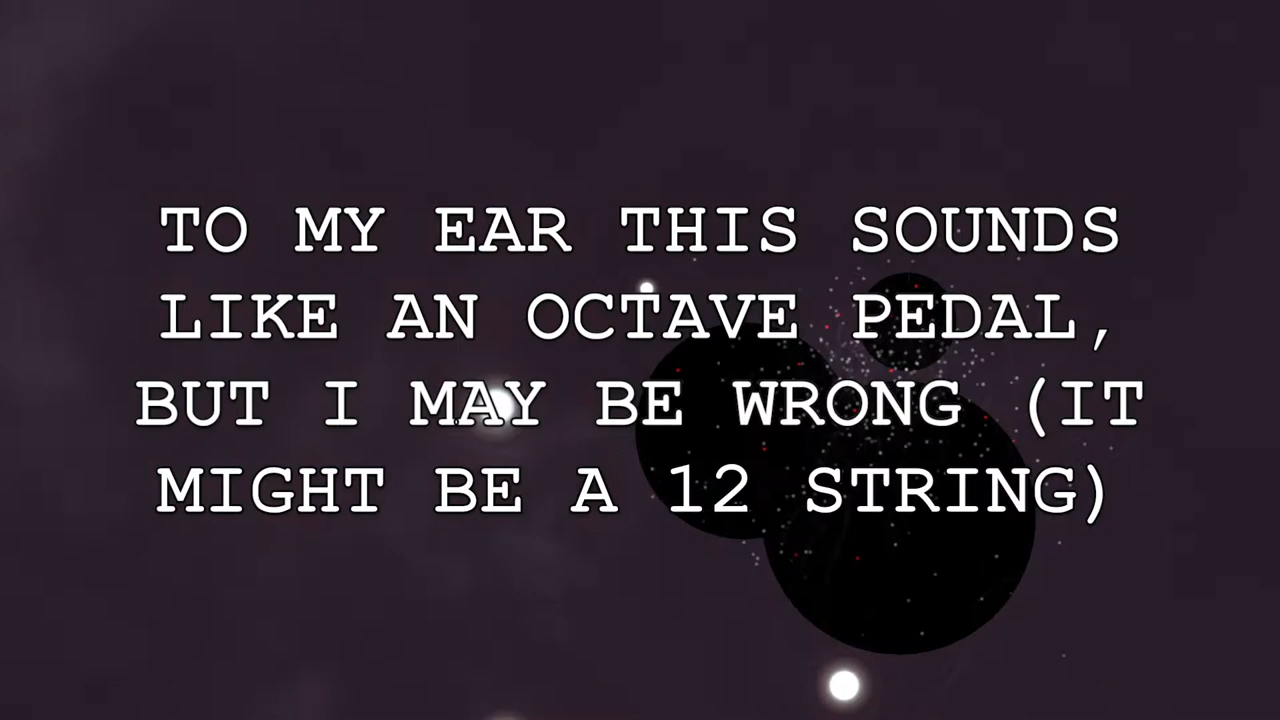 TO MY EAR THIS SOUNDS
LIKE AN OCTAVE PEDAL,
BUT I MAY BE WRONG (IT
MIGHT BE A 12 STRING)